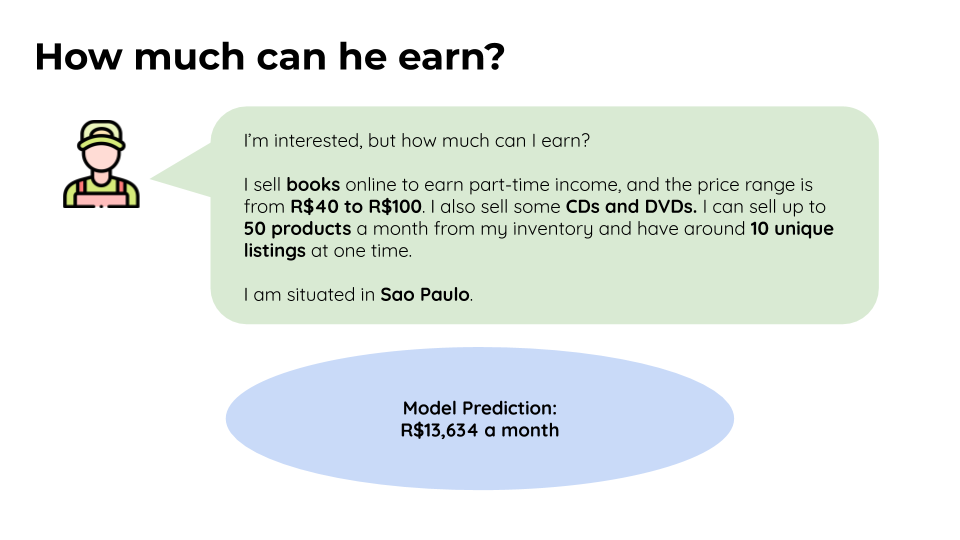 How much can he earn?
I'm interested, but how much can I earn?
I sell books online to earn part-time income, and the price range is
from R$40 to R$100. I also sell some CDs and DVDs. I can sell up to
50 products a month from my inventory and have around 10 unique
listings at one time.
I am situated in Sao Paulo.
Model Prediction:
R$13,634 a month